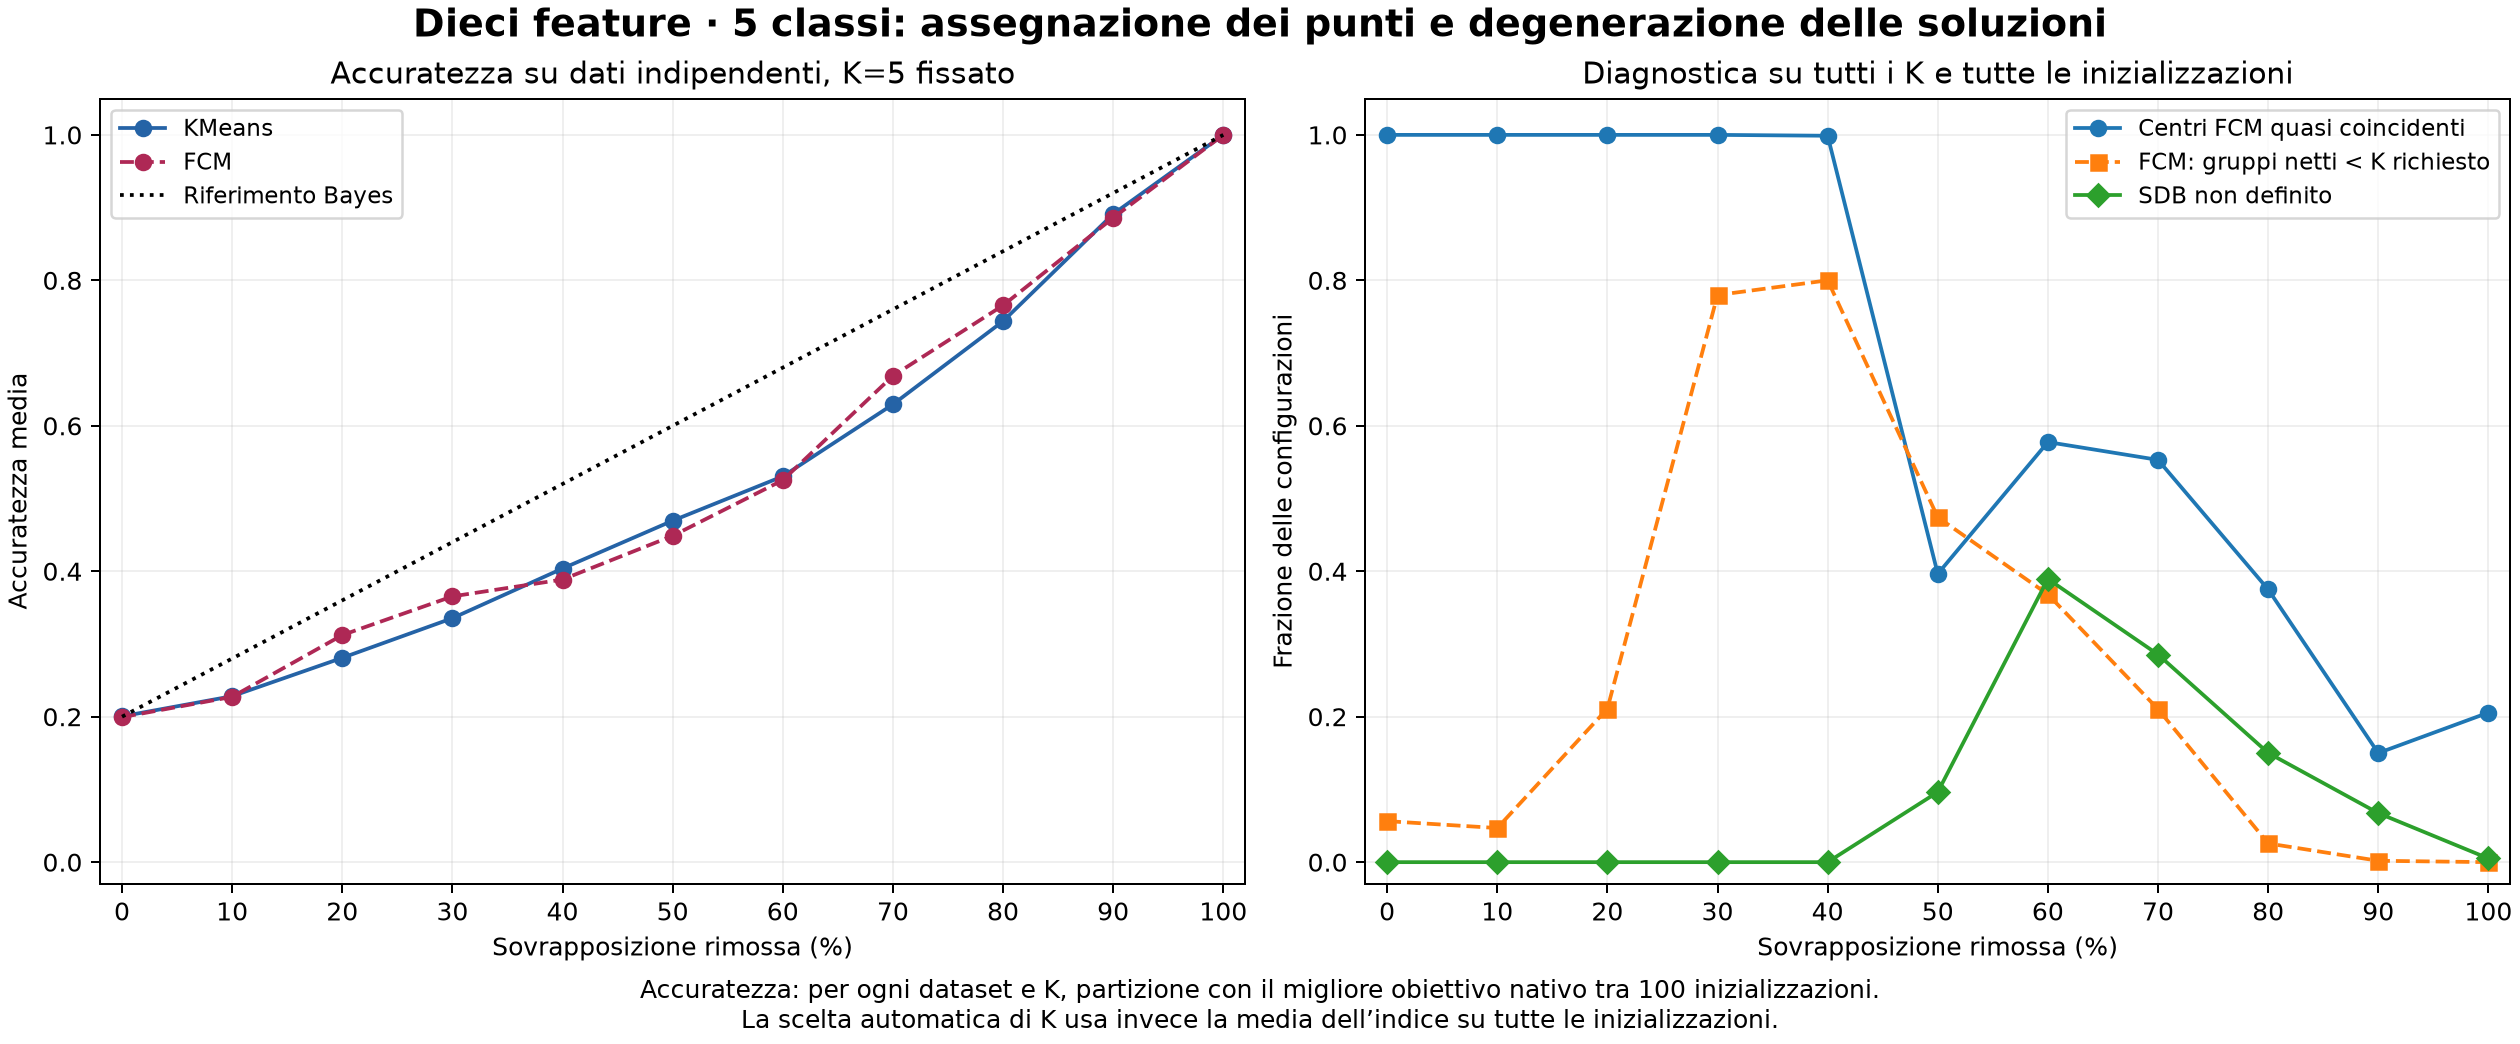 Dieci feature · 5 classi: assegnazione dei punti e degenerazione delle soluzioni
Accuratezza su dati indipendenti, K=5 fissato
KMeans
FCM
Riferimento Bayes
Accuratezza media
1.0
0.8
0.6
0.4
0.2
0.0
0 10 20 30 40 50 60 70 80 90 100
Sovrapposizione rimossa (%)
Diagnostica su tutti i K e tutte le inizializzazioni
Centri FCM quasi coincidenti
FCM: gruppi netti < K richiesto
SDB non definito
Frazione delle configurazioni
1.0
0.8
0.6
0.4
0.2
0.0
0 10 20 30 40 50 60 70 80 90 100
Sovrapposizione rimossa (%)
Accuratezza: per ogni dataset e K, partizione con il migliore obiettivo nativo tra 100 inizializzazioni.
La scelta automatica di K usa invece la media dell’indice su tutte le inizializzazioni.